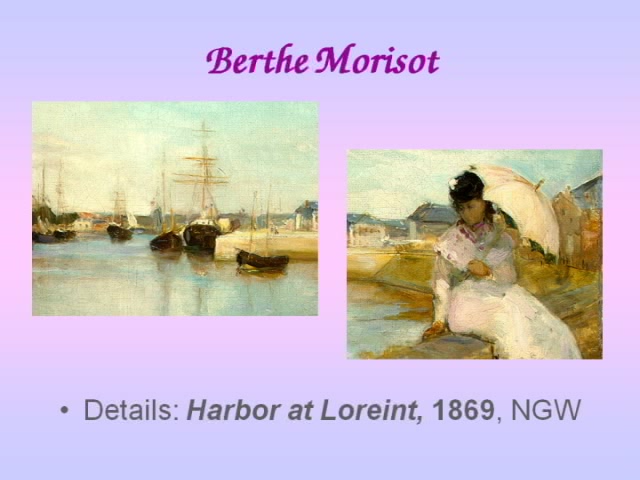 Berthe Morisot
• Details: Harbor at Loreint, 1869, NGW